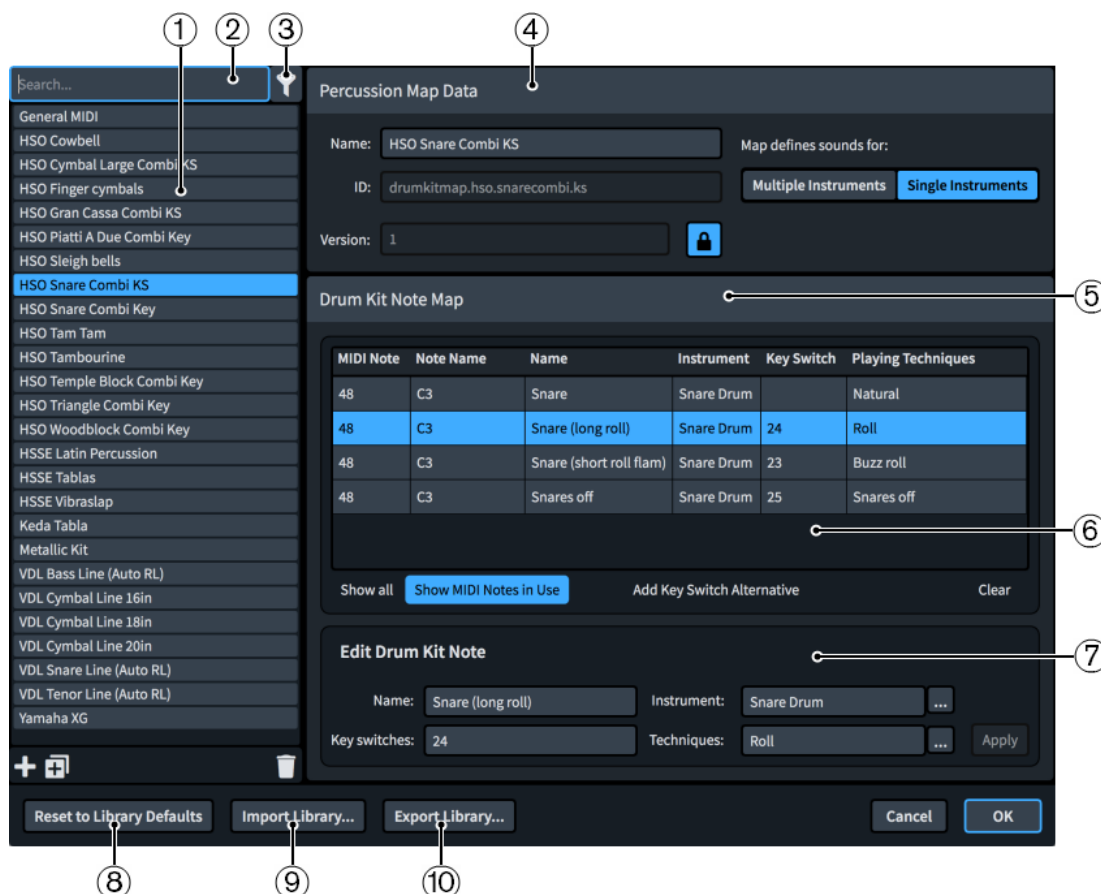 ① ② ③ ④
Search...
General MIDI
HSO Cowbell
HSO Cymbal Large Combi KS
HSO Finger cymbals
HSO Gran Cassa Combi KS
HSO Piatti A Due Combi Key
HSO Sleigh bells
HSO Snare Combi KS
HSO Snare Combi Key
HSO Tam Tam
HSO Tambourine
HSO Temple Block Combi Key
HSO Triangle Combi Key
HSO Woodblock Combi Key
HSSE Latin Percussion
HSSE Tablas
HSSE Vibraslap
Keda Tabla
Metallic Kit
VDL Bass Line (Auto RL)
VDL Cymbal Line 16in
VDL Cymbal Line 18in
VDL Cymbal Line 20in
VDL Snare Line (Auto RL)
VDL Tenor Line (Auto RL)
Yamaha XG
Percussion Map Data
Name: HSO Snare Combi KS
Map defines sounds for:
ID: drumkitmap.hso.snarecombi.ks
Multiple Instruments Single Instruments
Version: 1
Drum Kit Note Map
⑤
MIDI Note Note Name Name Instrument Key Switch Playing Techniques
48 C3 Snare Snare Drum Natural
48 C3 Snare (long roll) Snare Drum 24 Roll
48 C3 Snare (short roll flam) Snare Drum 23 Buzz roll
48 C3 Snares off Snare Drum 25 Snares off
⑥
Show all Show MIDI Notes in Use Add Key Switch Alternative Clear
Edit Drum Kit Note
⑦
Name: Snare (long roll) Instrument: Snare Drum ...
Key switches: 24 Techniques: Roll ... Apply
Reset to Library Defaults Import Library... Export Library... Cancel OK
⑧ ⑨ ⑩